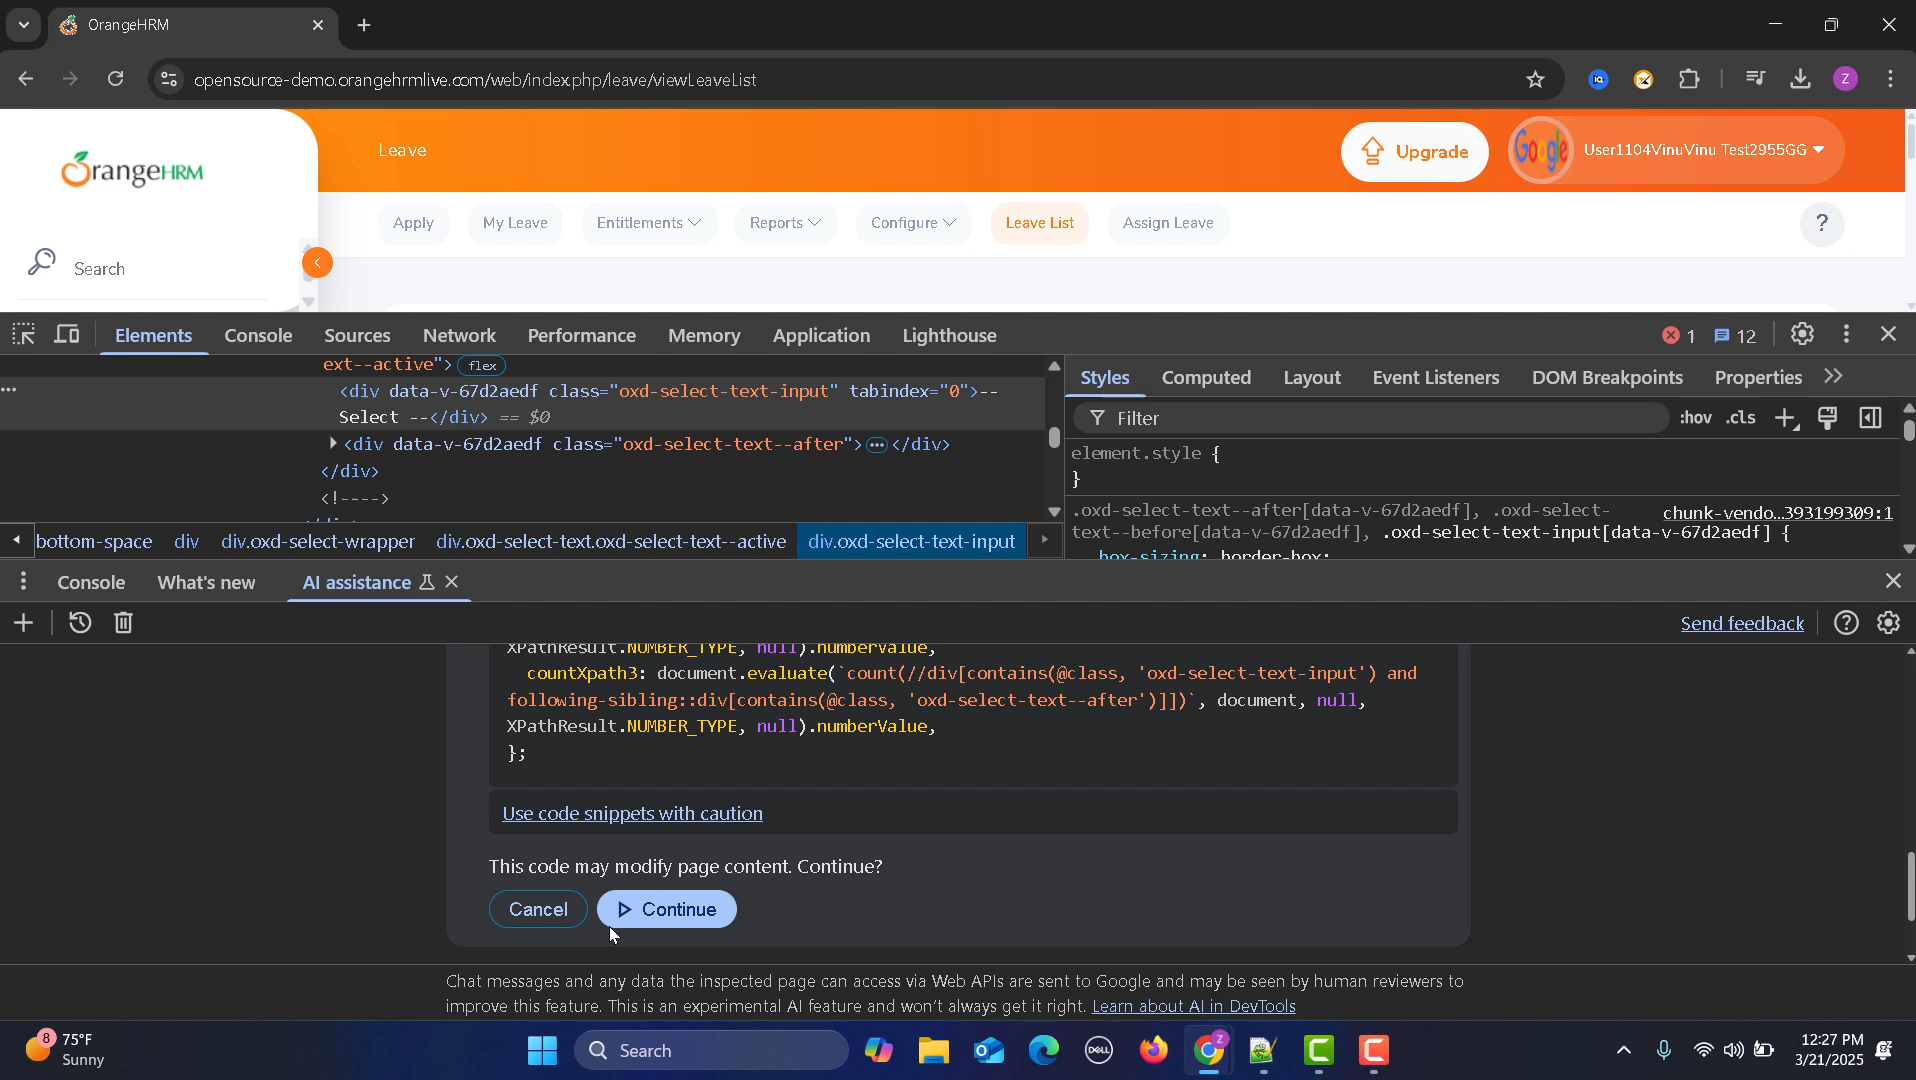 OrangeHRM
opensource-demo.orangehrmlive.com/web/index.php/leave/viewLeaveList
Z
OrangeHRM
Leave
Upgrade
Google
User1104VinuVinu Test2955GG
Apply
My Leave
Entitlements
Reports
Configure
Leave List
Assign Leave
?
Search
Elements
Console
Sources
Network
Performance
Memory
Application
Lighthouse
1
12
ext--active"> flex
<div data-v-67d2aedf class="oxd-select-text-input" tabindex="0">--
Select --</div> == $0
<div data-v-67d2aedf class="oxd-select-text--after"> … </div>
</div>
<!---->
bottom-space
div
div.oxd-select-wrapper
div.oxd-select-text.oxd-select-text--active
div.oxd-select-text-input
Styles
Computed
Layout
Event Listeners
DOM Breakpoints
Properties
Filter
:hov
.cls
element.style {
}
.oxd-select-text--after[data-v-67d2aedf], .oxd-select-
chunk-vendo…393199309:1
text--before[data-v-67d2aedf], .oxd-select-text-input[data-v-67d2aedf] {
box-sizing: border-box;
Console
What's new
AI assistance
Send feedback
XPathResult.NUMBER_TYPE, null).numberValue,
countXpath3: document.evaluate(`count(//div[contains(@class, 'oxd-select-text-input') and
following-sibling::div[contains(@class, 'oxd-select-text--after')]])`, document, null,
XPathResult.NUMBER_TYPE, null).numberValue,
};
Use code snippets with caution
This code may modify page content. Continue?
Cancel
Continue
Chat messages and any data the inspected page can access via Web APIs are sent to Google and may be seen by human reviewers to
improve this feature. This is an experimental AI feature and won't always get it right. Learn about AI in DevTools
8
75°F
Sunny
Search
DELL
12:27 PM
3/21/2025